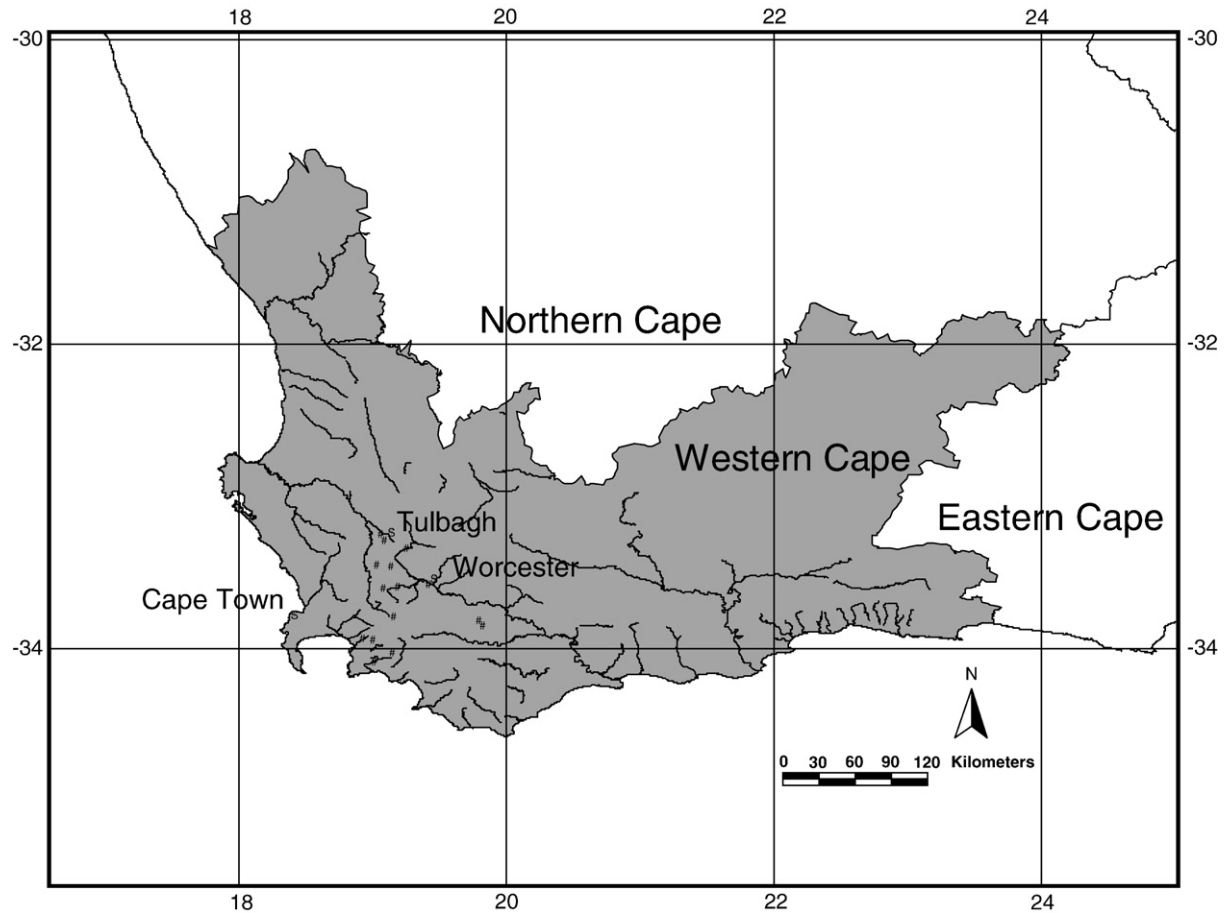 18 20 22 24
-30 -30
Northern Cape
-32 -32
Western Cape
Eastern Cape
S Tulbagh
Worcester
S
Cape Town
S
-34 -34
N
0 30 60 90 120 Kilometers
18 20 22 24